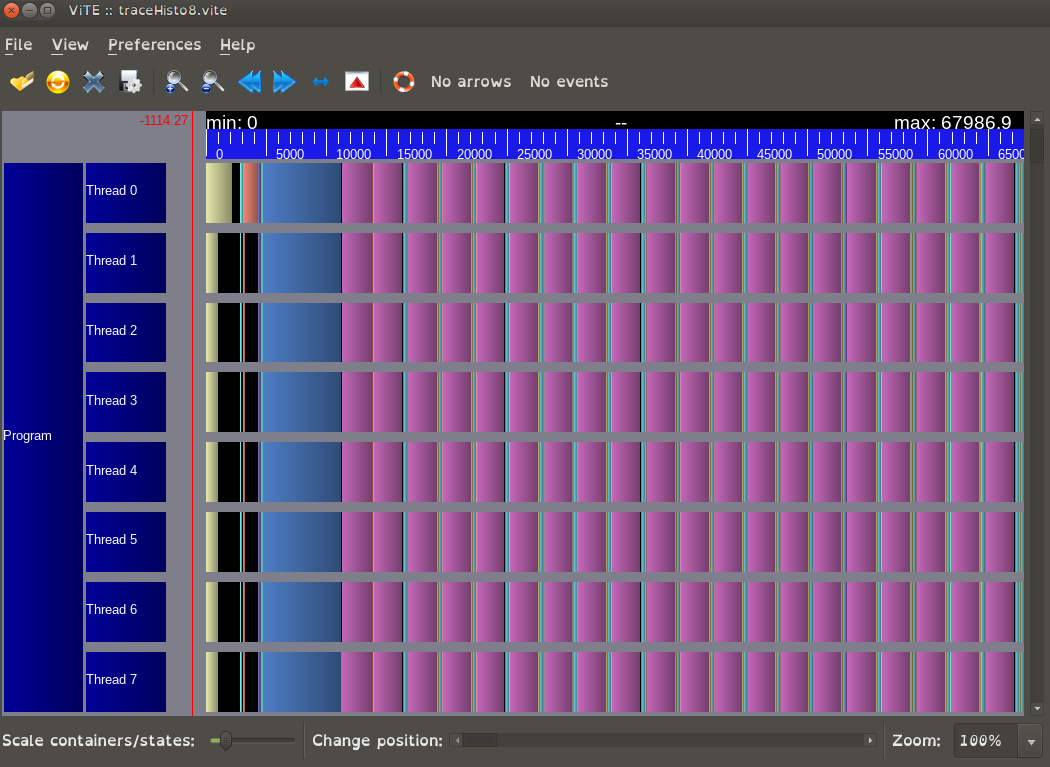 ViTE :: traceHisto8.vite
File View Preferences Help
No arrows No events
-1114.27 min: 0 -- max: 67986.9
0 5000 10000 15000 20000 25000 30000 35000 40000 45000 50000 55000 60000 6500
Thread 0
Thread 1
Thread 2
Thread 3
Program
Thread 4
Thread 5
Thread 6
Thread 7
Scale containers/states: Change position: Zoom: 100%